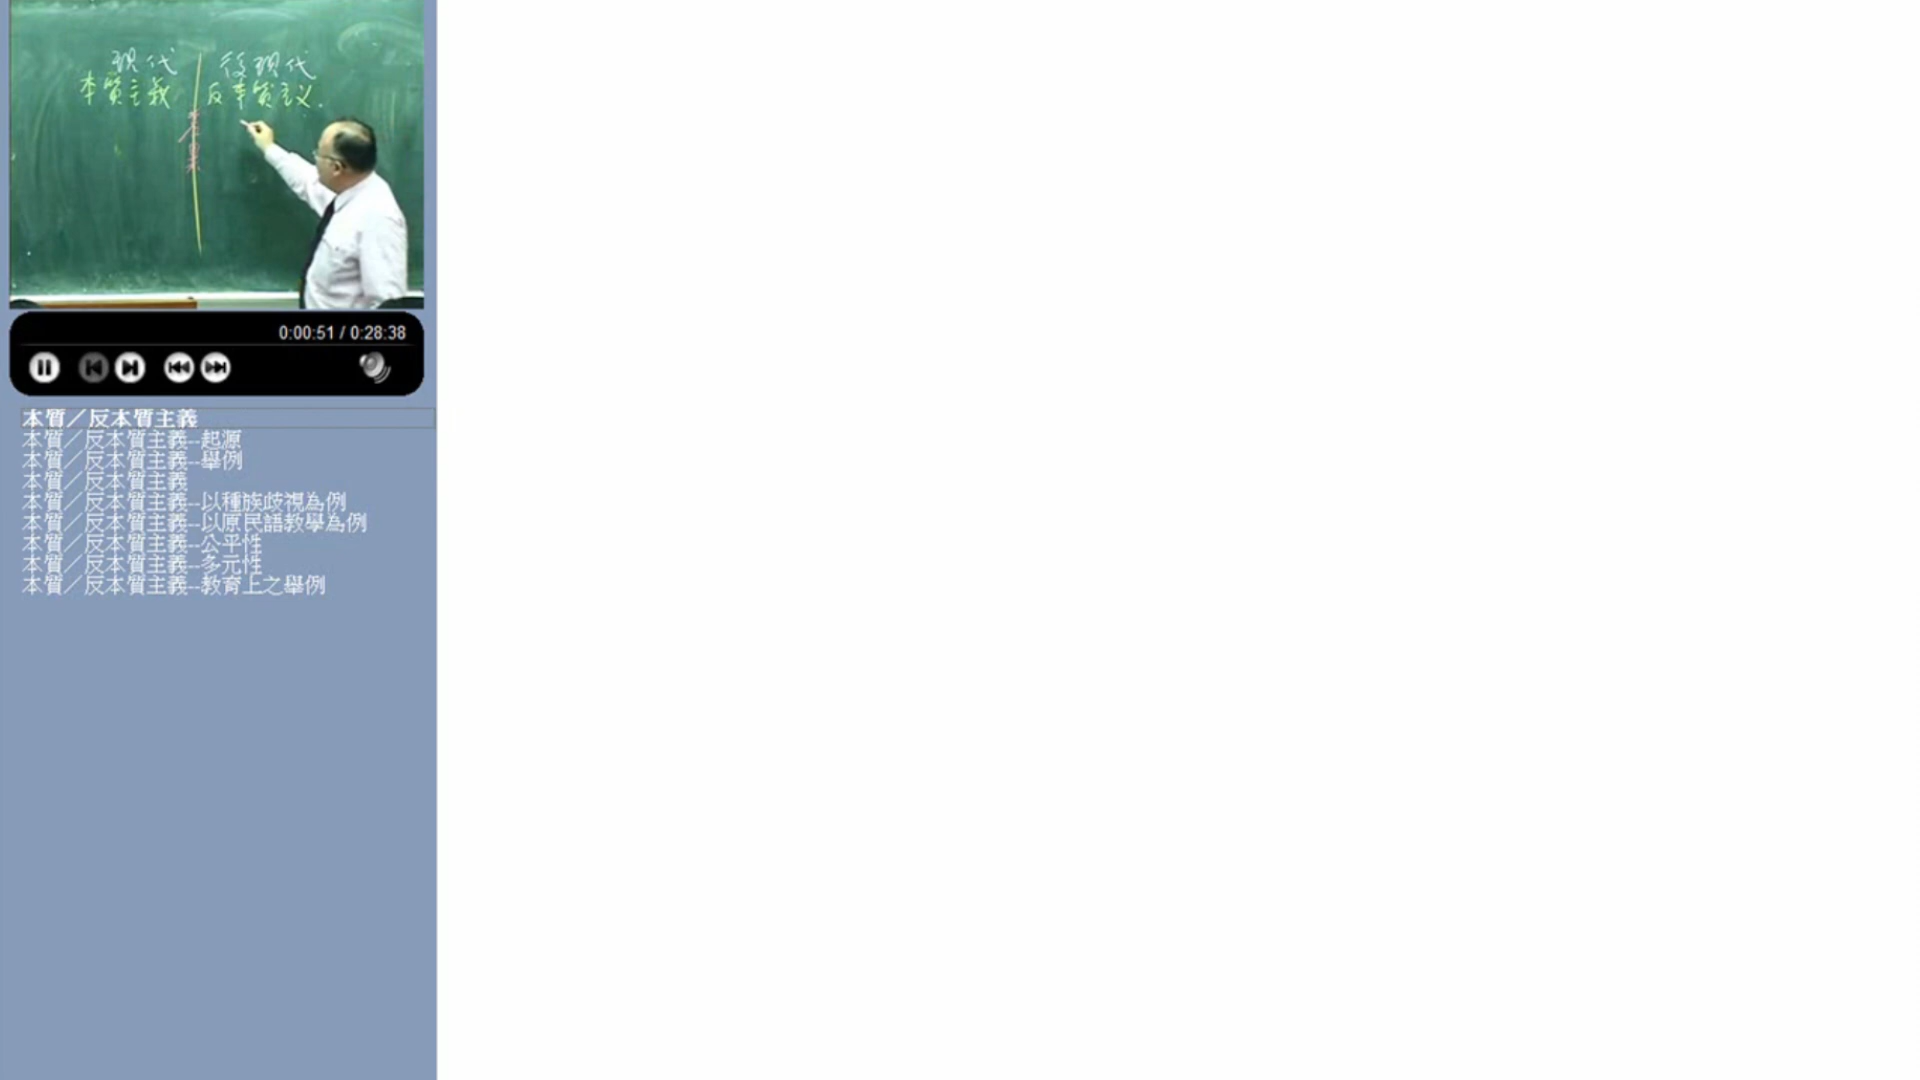 現代 後現代
本質主義 反本質主义.
0:00:51 / 0:28:38
本質／反本質主義
本質／反本質主義--起源
本質／反本質主義--舉例
本質／反本質主義
本質／反本質主義--以種族歧視為例
本質／反本質主義--以原民語教學為例
本質／反本質主義--公平性
本質／反本質主義--多元性
本質／反本質主義--教育上之舉例